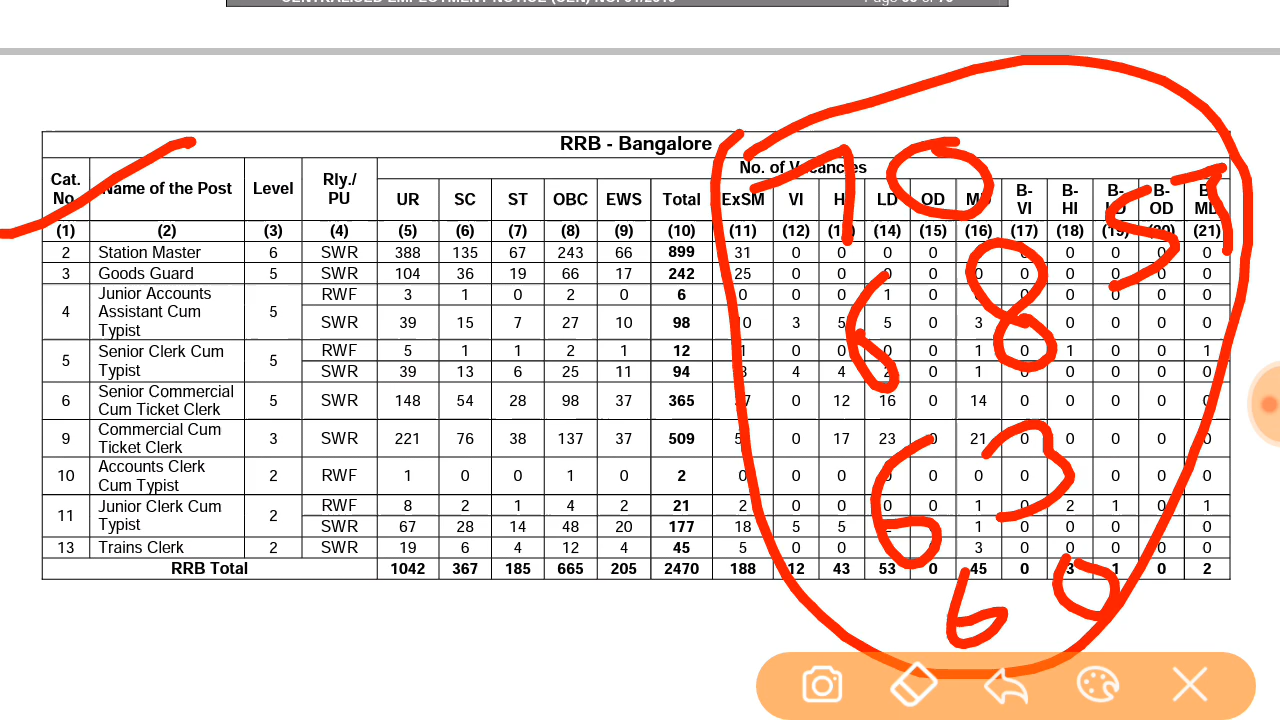 RRB - Bangalore
Cat. No. Name of the Post Level Rly./ PU No. of Vacancies
UR SC ST OBC EWS Total ExSM VI LD OD B-VI B-HI B-OD
(1) (2) (3) (4) (5) (6) (7) (8) (9) (10) (11) (12) (14) (15) (16) (17) (18) (21)
2 Station Master 6 SWR 388 135 67 243 66 899 31 0 0 0 0 0 0 0 0 0 0
3 Goods Guard 5 SWR 104 36 19 66 17 242 25 0 0 0 0 0 0 0 0 0
4 Junior Accounts Assistant Cum Typist 5 RWF 3 1 0 2 0 6 0 0 0 1 0 0 0 0 0 0
SWR 39 15 7 27 10 98 3 5 5 0 3 0 0 0 0
5 Senior Clerk Cum Typist 5 RWF 5 1 1 2 1 12 0 0 0 0 1 0 1 0 0 1
SWR 39 13 6 25 11 94 4 4 0 1 0 0 0 0 0
6 Senior Commercial Cum Ticket Clerk 5 SWR 148 54 28 98 37 365 0 12 16 0 14 0 0 0 0 0
9 Commercial Cum Ticket Clerk 3 SWR 221 76 38 137 37 509 0 17 23 0 21 0 0 0 0 0
10 Accounts Clerk Cum Typist 2 RWF 1 0 0 1 0 2 0 0 0 0 0 0 0 0 0 0 0
11 Junior Clerk Cum Typist 2 RWF 8 2 1 4 2 21 2 0 0 0 0 1 0 2 1 0 1
SWR 67 28 14 48 20 177 18 5 5 1 0 0 0 0 0
13 Trains Clerk 2 SWR 19 6 4 12 4 45 5 0 0 3 0 0 0 0 0
RRB Total 1042 367 185 665 205 2470 188 12 43 53 0 45 0 3 1 0 2
70
57
68
63
60